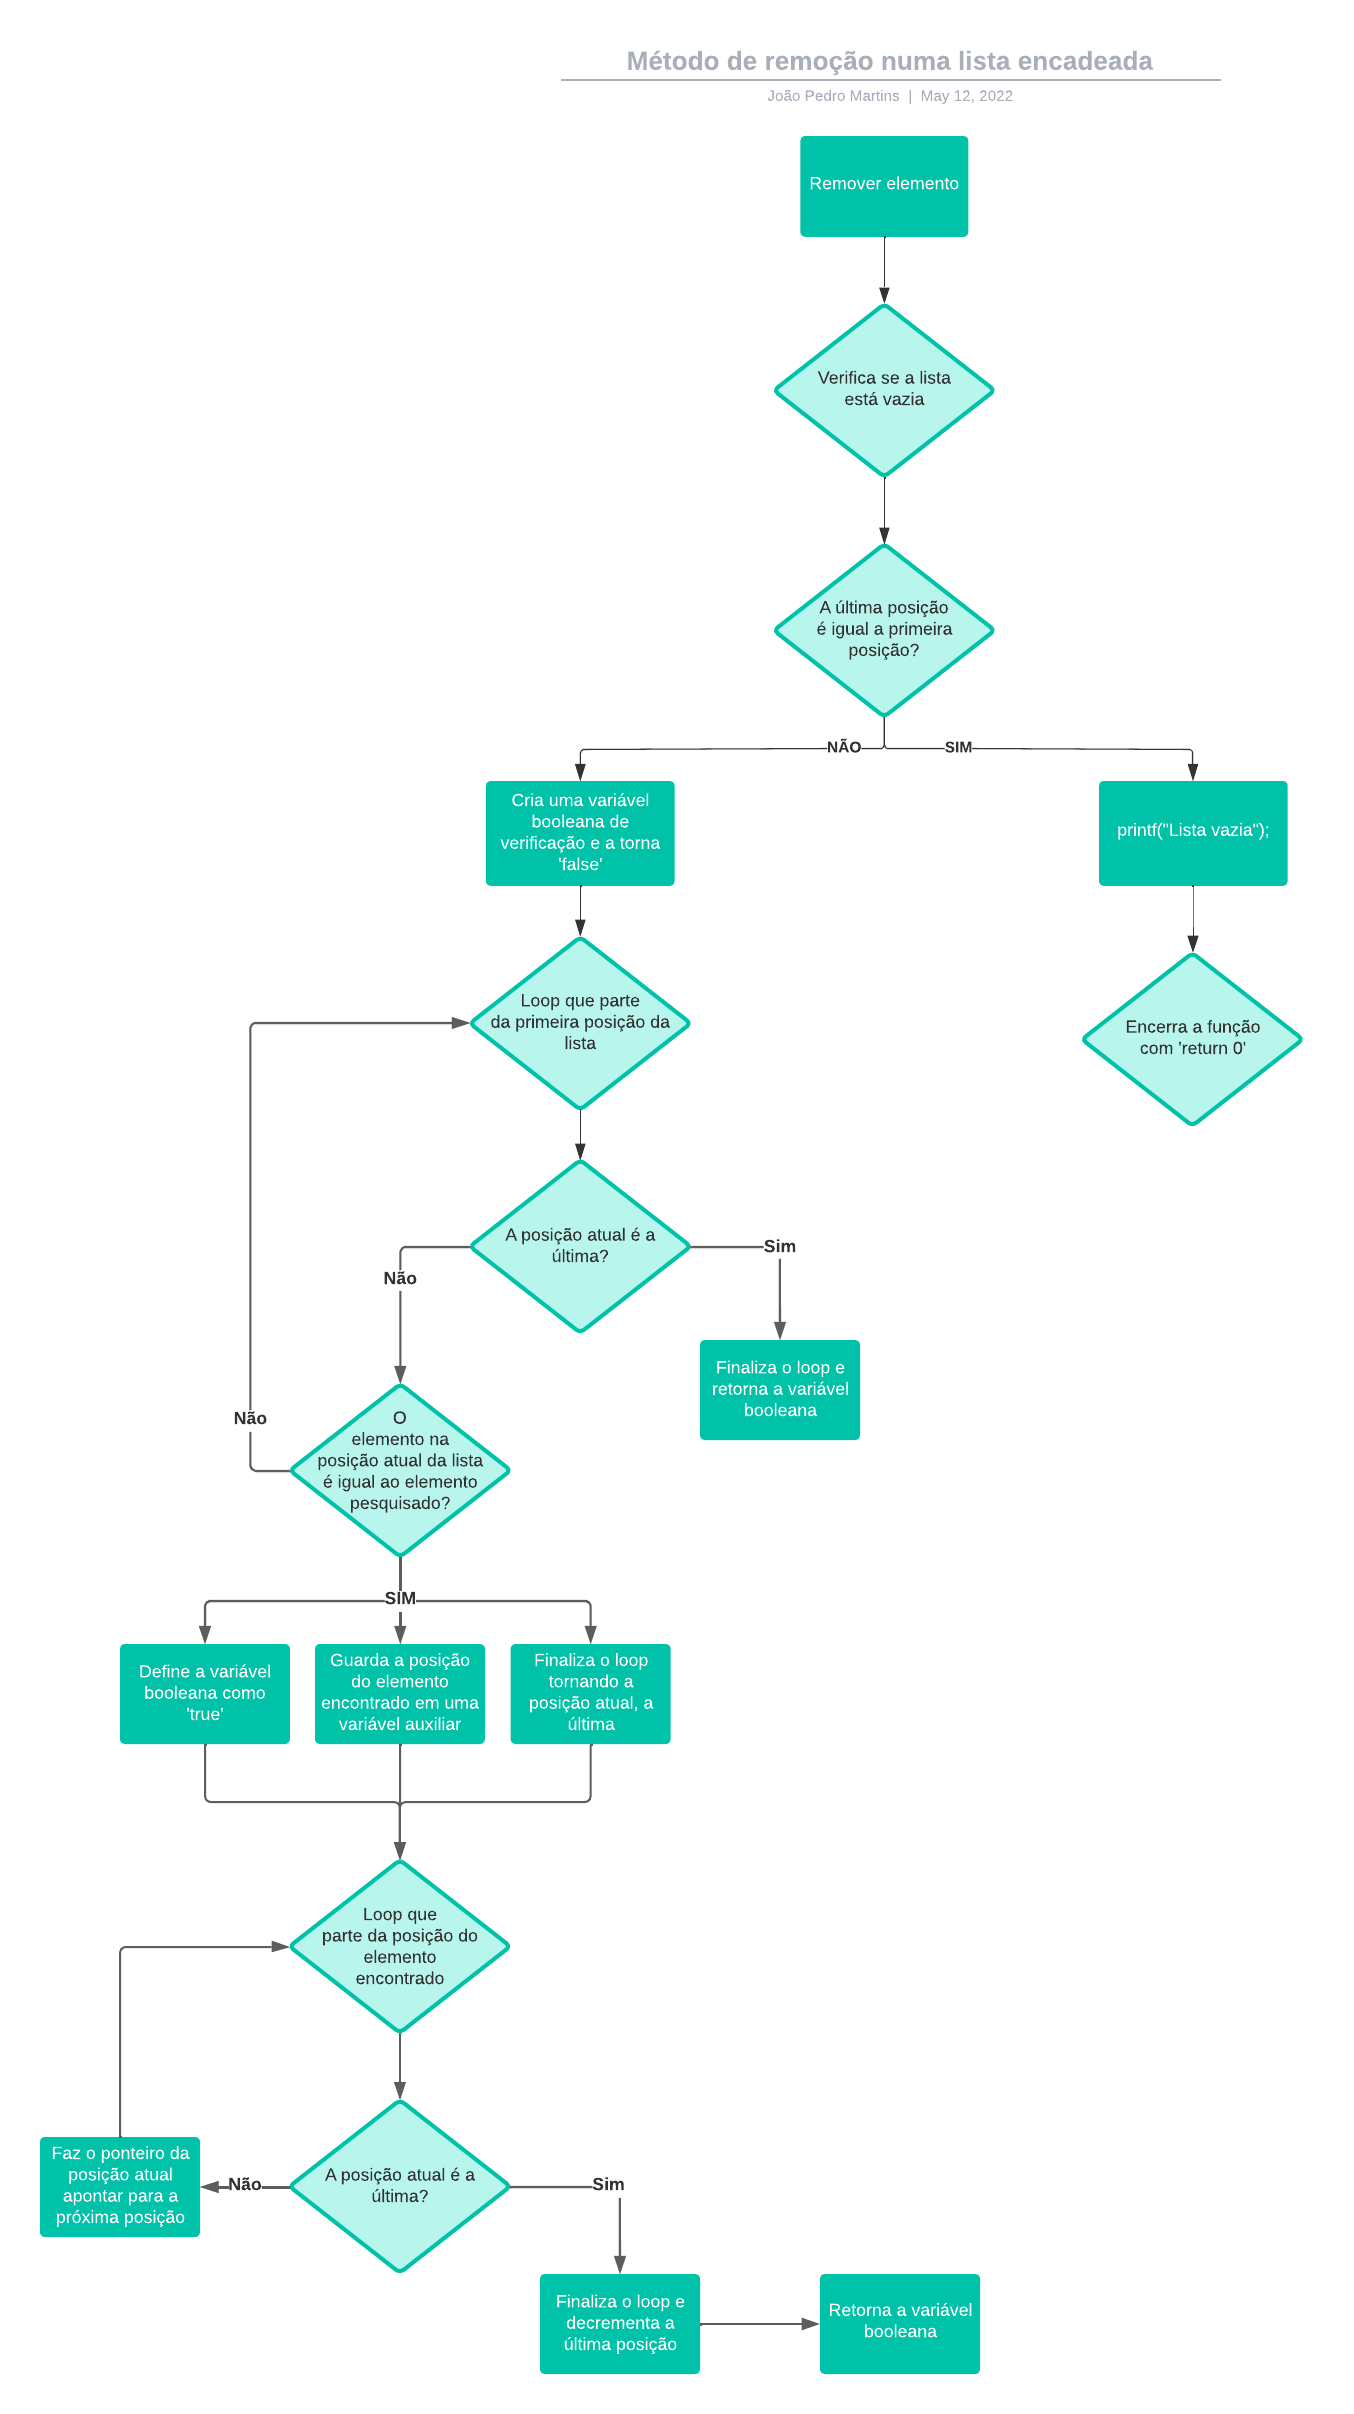 Método de remoção numa lista encadeada
João Pedro Martins | May 12, 2022
Remover elemento
Verifica se a lista
está vazia
A última posição
é igual a primeira
posição?
NÃO
SIM
Cria uma variável
booleana de
verificação e a torna
'false'
printf("Lista vazia");
Loop que parte
da primeira posição da
lista
Encerra a função
com 'return 0'
A posição atual é a
última?
Sim
Não
Finaliza o loop e
retorna a variável
booleana
Não
O
elemento na
posição atual da lista
é igual ao elemento
pesquisado?
SIM
Define a variável
booleana como
'true'
Guarda a posição
do elemento
encontrado em uma
variável auxiliar
Finaliza o loop
tornando a
posição atual, a
última
Loop que
parte da posição do
elemento
encontrado
Faz o ponteiro da
posição atual
apontar para a
próxima posição
Não
A posição atual é a
última?
Sim
Finaliza o loop e
decrementa a
última posição
Retorna a variável
booleana